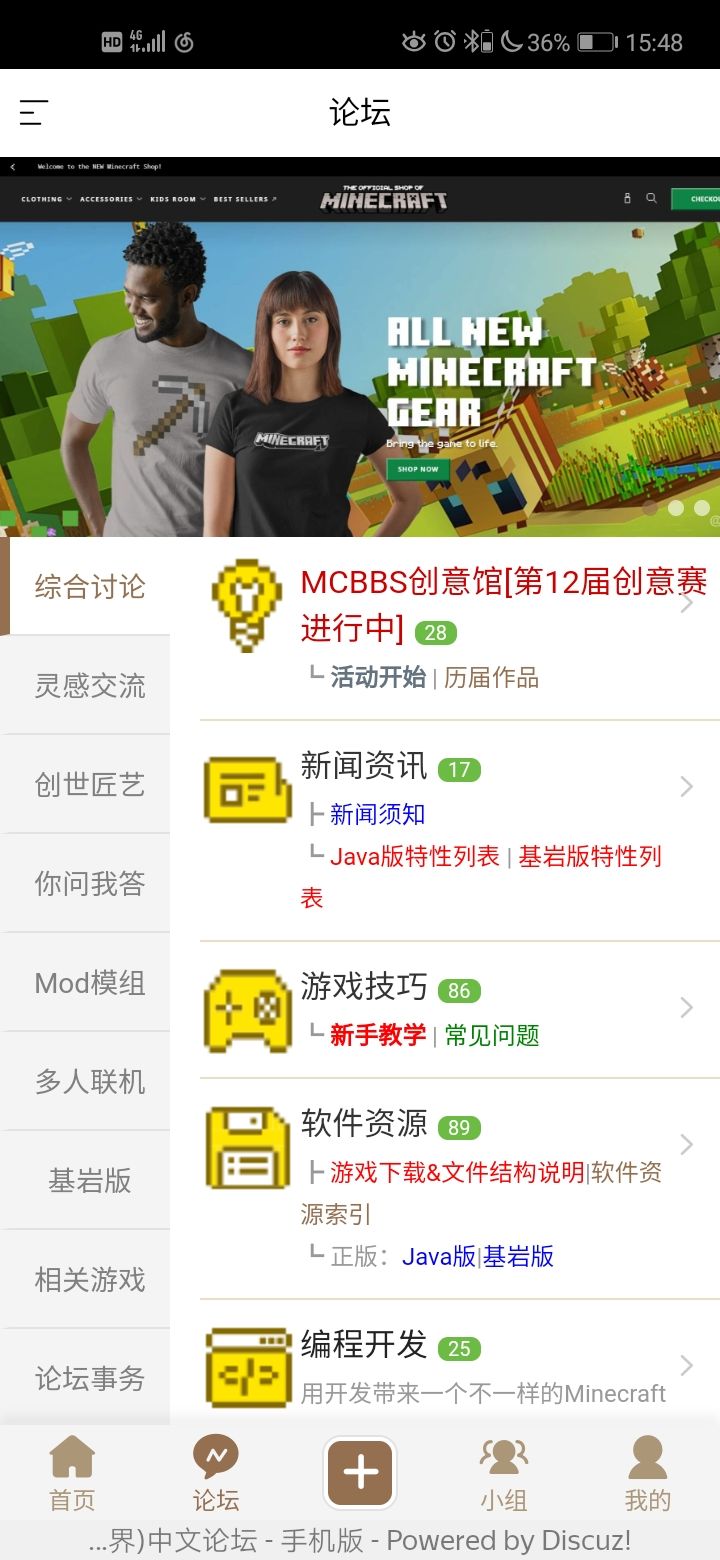 HD 4G 36% 15:48
论坛
Welcome to the NEW Minecraft Shop!
CLOTHING ACCESSORIES KIDS ROOM BEST SELLERS
THE OFFICIAL SHOP OF
MINECRAFT
ALL NEW
MINECRAFT
GEAR
Bring the game to life.
SHOP NOW
MINECRAFT
综合讨论
灵感交流
创世匠艺
你问我答
Mod模组
多人联机
基岩版
相关游戏
论坛事务
MCBBS创意馆[第12届创意赛
进行中] 28
┗ 活动开始 | 历届作品
新闻资讯 17
┣ 新闻须知
┗ Java版特性列表 | 基岩版特性列
表
游戏技巧 86
┗ 新手教学 | 常见问题
软件资源 89
┣ 游戏下载&文件结构说明|软件资
源索引
┗ 正版：Java版|基岩版
编程开发 25
用开发带来一个不一样的Minecraft
首页 论坛 小组 我的
...界)中文论坛 - 手机版 - Powered by Discuz!